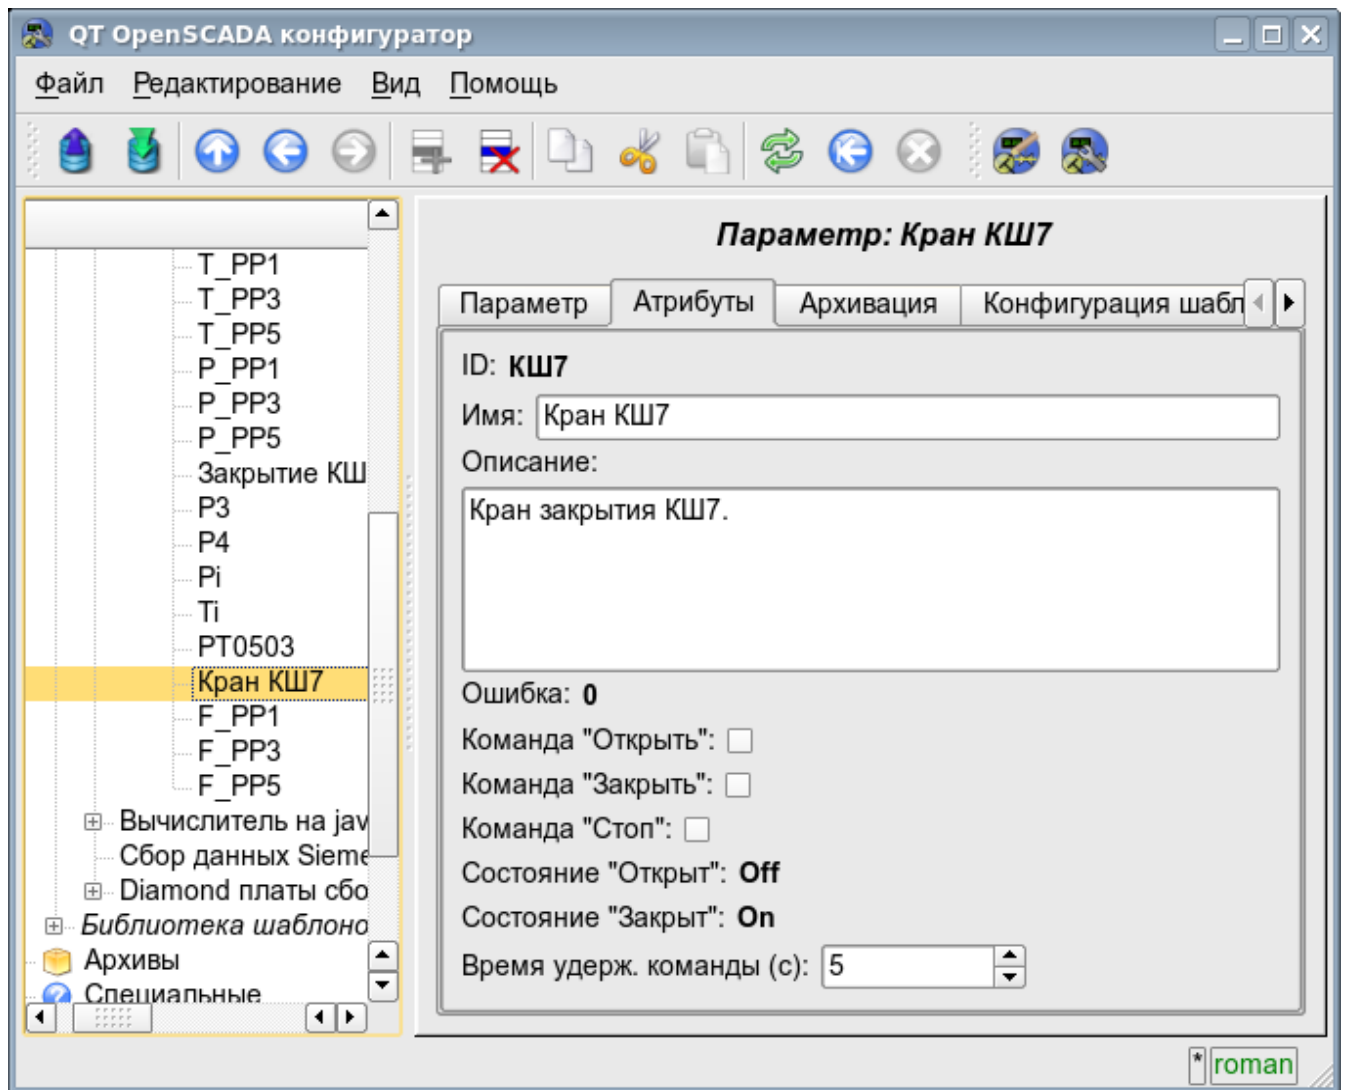 QT OpenSCADA конфигуратор
Файл Редактирование Вид Помощь
T_PP1
T_PP3
T_PP5
P_PP1
P_PP3
P_PP5
Закрытие КШ
P3
P4
Pi
Ti
PT0503
Кран КШ7
F_PP1
F_PP3
F_PP5
Вычислитель на jav
Сбор данных Sieme
Diamond платы сбо
Библиотека шаблоно
Архивы
Специальные
Параметр: Кран КШ7
Параметр Атрибуты Архивация Конфигурация шабл
ID: КШ7
Имя: Кран КШ7
Описание:
Кран закрытия КШ7.
Ошибка: 0
Команда "Открыть":
Команда "Закрыть":
Команда "Стоп":
Состояние "Открыт": Off
Состояние "Закрыт": On
Время удерж. команды (с): 5
* roman